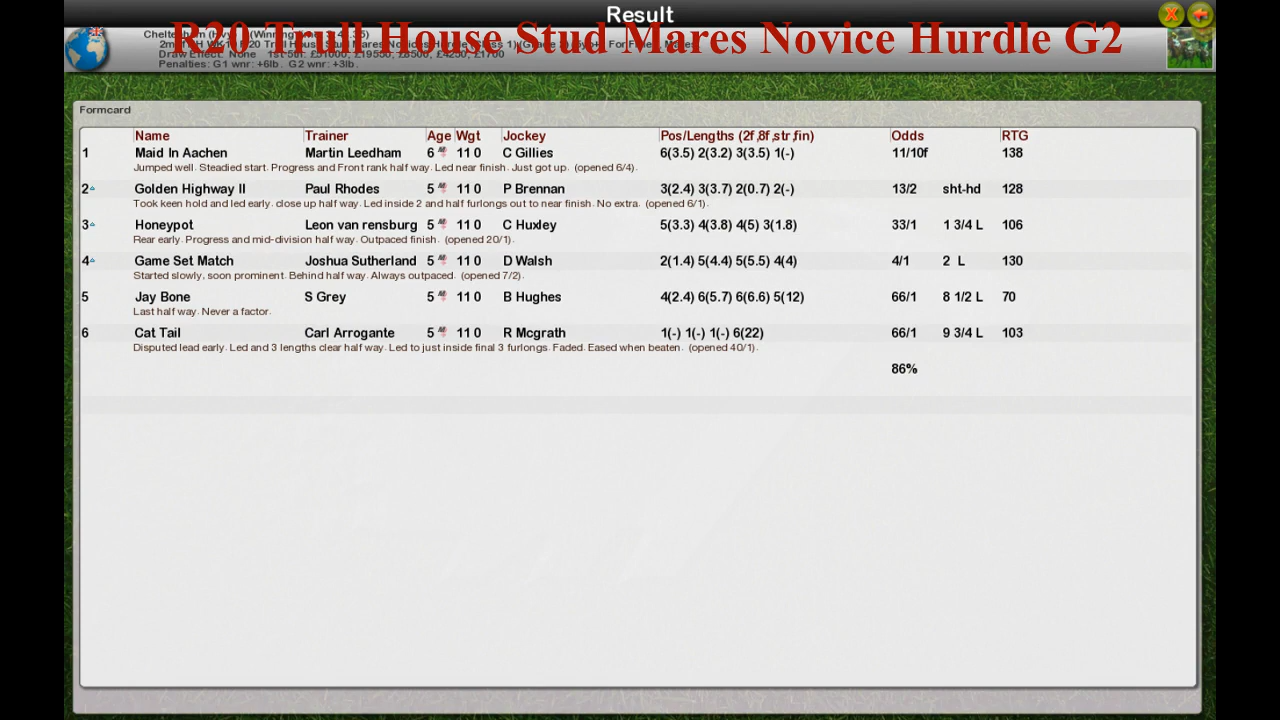 Result
R20 Trull House Stud Mares Novice Hurdle G2
Cheltenham (Hvy)
Draw Effect: None 1st-5th: £31000, £19550, £8500, £4250, £1700
Penalties: G1 wnr: +6lb. G2 wnr: +3lb.
Formcard
Name Trainer Age Wgt Jockey Pos/Lengths (2f,8f,str,fin) Odds RTG
1 Maid In Aachen Martin Leedham 6 11 0 C Gillies 6(3.5) 2(3.2) 3(3.5) 1(-) 11/10f 138
Jumped well. Steadied start. Progress and Front rank half way. Led near finish. Just got up. (opened 6/4).
2 Golden Highway II Paul Rhodes 5 11 0 P Brennan 3(2.4) 3(3.7) 2(0.7) 2(-) 13/2 sht-hd 128
Took keen hold and led early. close up half way. Led inside 2 and half furlongs out to near finish. No extra. (opened 6/1).
3 Honeypot Leon van rensburg 5 11 0 C Huxley 5(3.3) 4(3.8) 4(5) 3(1.8) 33/1 1 3/4 L 106
Rear early. Progress and mid-division half way. Outpaced finish. (opened 20/1).
4 Game Set Match Joshua Sutherland 5 11 0 D Walsh 2(1.4) 5(4.4) 5(5.5) 4(4) 4/1 2 L 130
Started slowly, soon prominent. Behind half way. Always outpaced. (opened 7/2).
5 Jay Bone S Grey 5 11 0 B Hughes 4(2.4) 6(5.7) 6(6.6) 5(12) 66/1 8 1/2 L 70
Last half way. Never a factor.
6 Cat Tail Carl Arrogante 5 11 0 R Mcgrath 1(-) 1(-) 1(-) 6(22) 66/1 9 3/4 L 103
Disputed lead early. Led and 3 lengths clear half way. Led to just inside final 3 furlongs. Faded. Eased when beaten. (opened 40/1).
86%